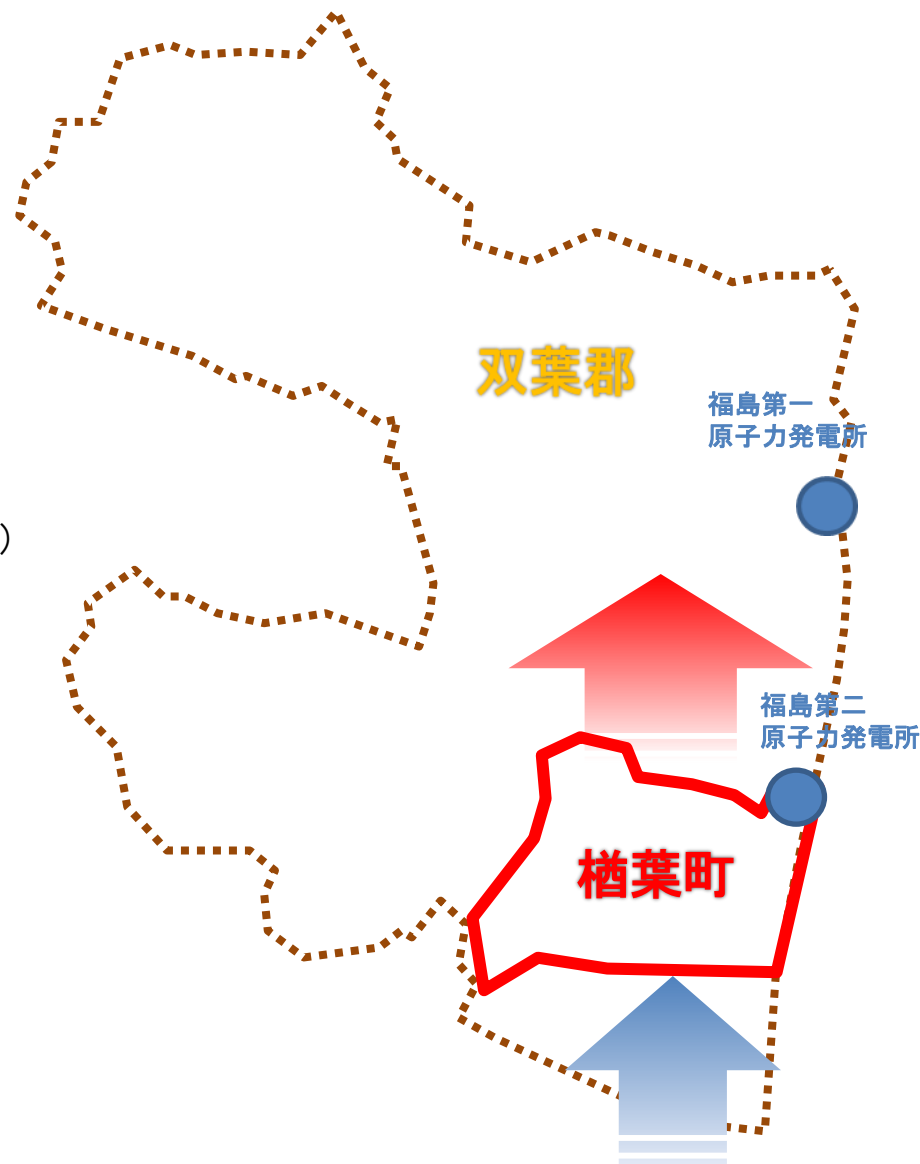 双葉郡
福島第一
原子力発電所
)
福島第二
原子力発電所
楢葉町